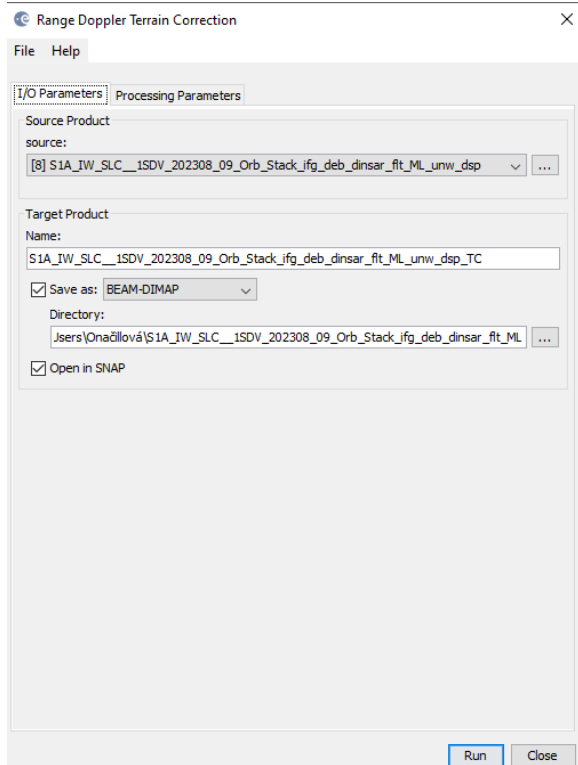 Range Doppler Terrain Correction
File Help
I/O Parameters Processing Parameters
Source Product
source:
[8] S1A_IW_SLC__1SDV_202308_09_Orb_Stack_ifg_deb_dinsar_flt_ML_unw_dsp
...
Target Product
Name:
S1A_IW_SLC__1SDV_202308_09_Orb_Stack_ifg_deb_dinsar_flt_ML_unw_dsp_TC
Save as: BEAM-DIMAP
Directory:
Jsers\Onačillová\S1A_IW_SLC__1SDV_202308_09_Orb_Stack_ifg_deb_dinsar_flt_ML
...
Open in SNAP
Run Close